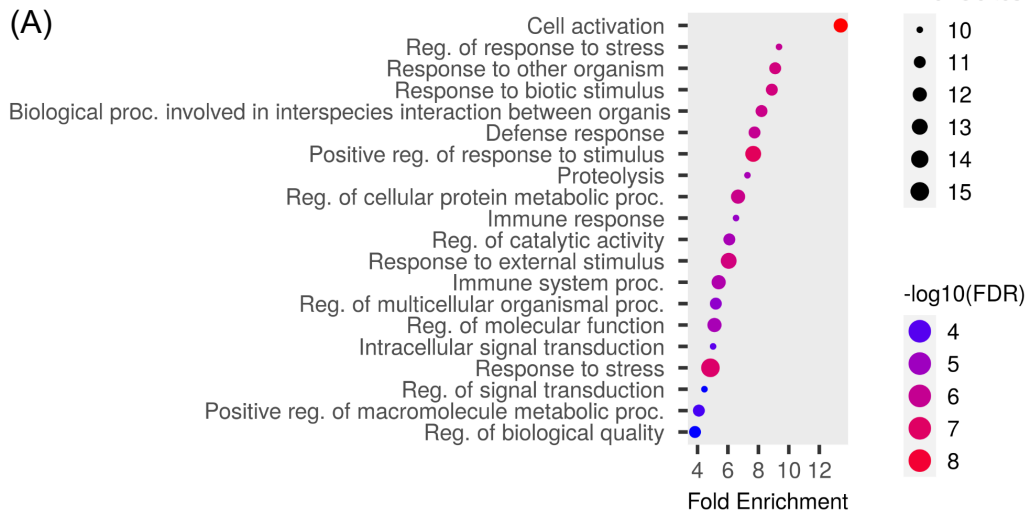 (A)
Cell activation
Reg. of response to stress
Response to other organism
Response to biotic stimulus
Biological proc. involved in interspecies interaction between organis
Defense response
Positive reg. of response to stimulus
Proteolysis
Reg. of cellular protein metabolic proc.
Immune response
Reg. of catalytic activity
Response to external stimulus
Immune system proc.
Reg. of multicellular organismal proc.
Reg. of molecular function
Intracellular signal transduction
Response to stress
Reg. of signal transduction
Positive reg. of macromolecule metabolic proc.
Reg. of biological quality
4 6 8 10 12
Fold Enrichment
10
11
12
13
14
15
-log10(FDR)
4
5
6
7
8